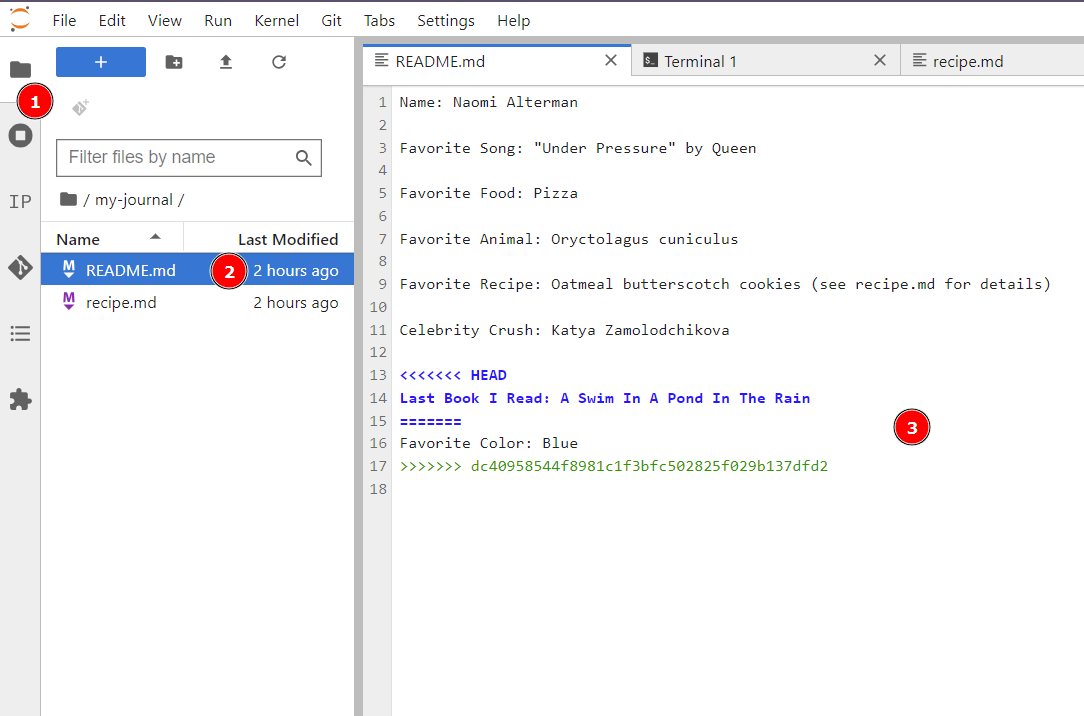 File Edit View Run Kernel Git Tabs Settings Help
+
README.md
Terminal 1
recipe.md
1
Filter files by name
IP
/ my-journal /
Name Last Modified
README.md 2 2 hours ago
recipe.md 2 hours ago
1 Name: Naomi Alterman
2
3 Favorite Song: "Under Pressure" by Queen
4
5 Favorite Food: Pizza
6
7 Favorite Animal: Oryctolagus cuniculus
8
9 Favorite Recipe: Oatmeal butterscotch cookies (see recipe.md for details)
10
11 Celebrity Crush: Katya Zamolodchikova
12
13 <<<<<<< HEAD
14 Last Book I Read: A Swim In A Pond In The Rain
15 =======
16 Favorite Color: Blue
17 >>>>>>> dc40958544f8981c1f3bfc502825f029b137dfd2
18
3